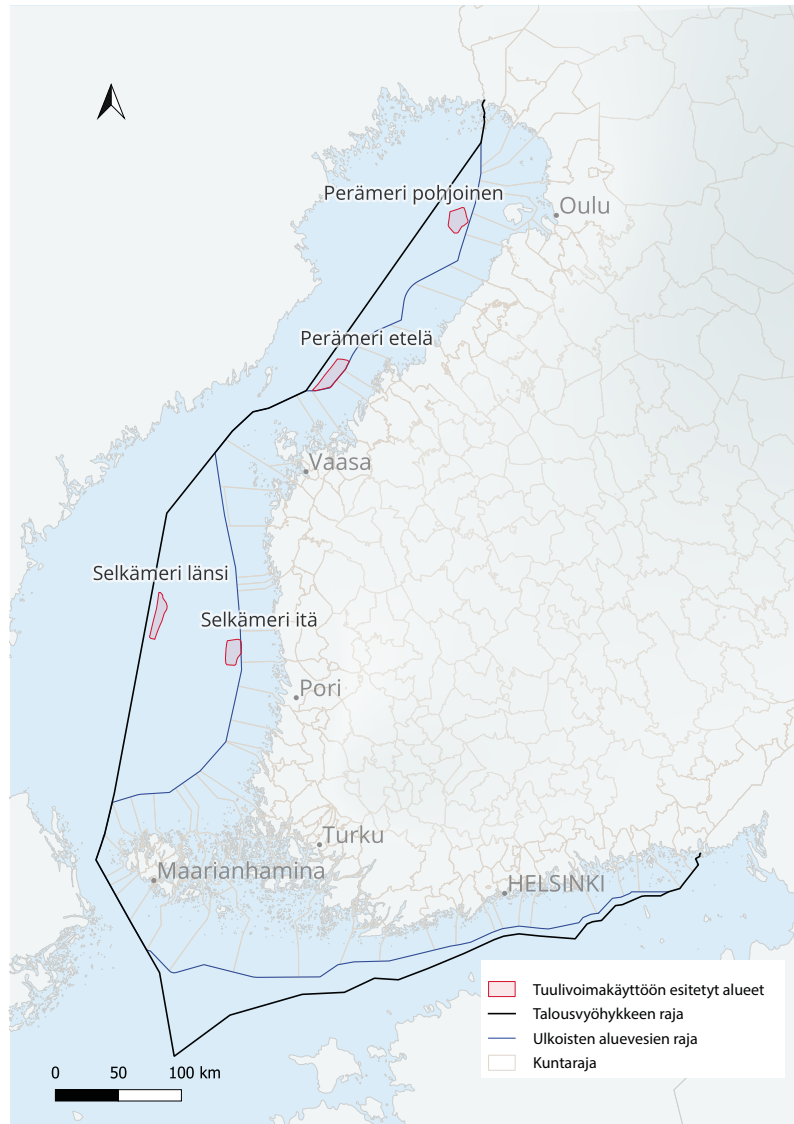 Perämeri pohjoinen
Oulu
Perämeri etelä
Vaasa
Selkämeri länsi
Selkämeri itä
Pori
Turku
Maarianhamina
HELSINKI
Tuulivoimakäyttöön esitetyt alueet
Talousvyöhykkeen raja
Ulkoisten aluevesien raja
Kuntaraja
0 50 100 km